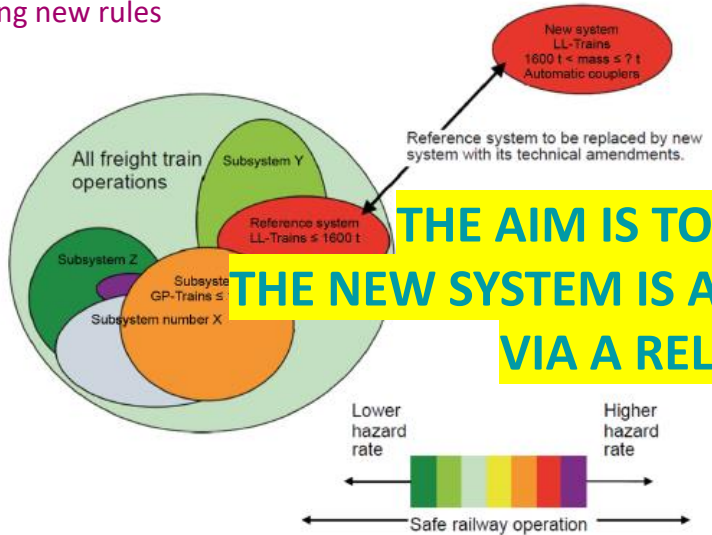 ng new rules
New system
LL-Trains
1600 t < mass ≤ ? t
Automatic couplers
Reference system to be replaced by new
system with its technical amendments.
All freight train
operations
Subsystem Y
Reference system
LL-Trains ≤ 1600 t
THE AIM IS TO
Subsystem Z
GP-Trains ≤
THE NEW SYSTEM IS A
Subsystem number X
VIA A REL
Lower
hazard
rate
Higher
hazard
rate
Safe railway operation